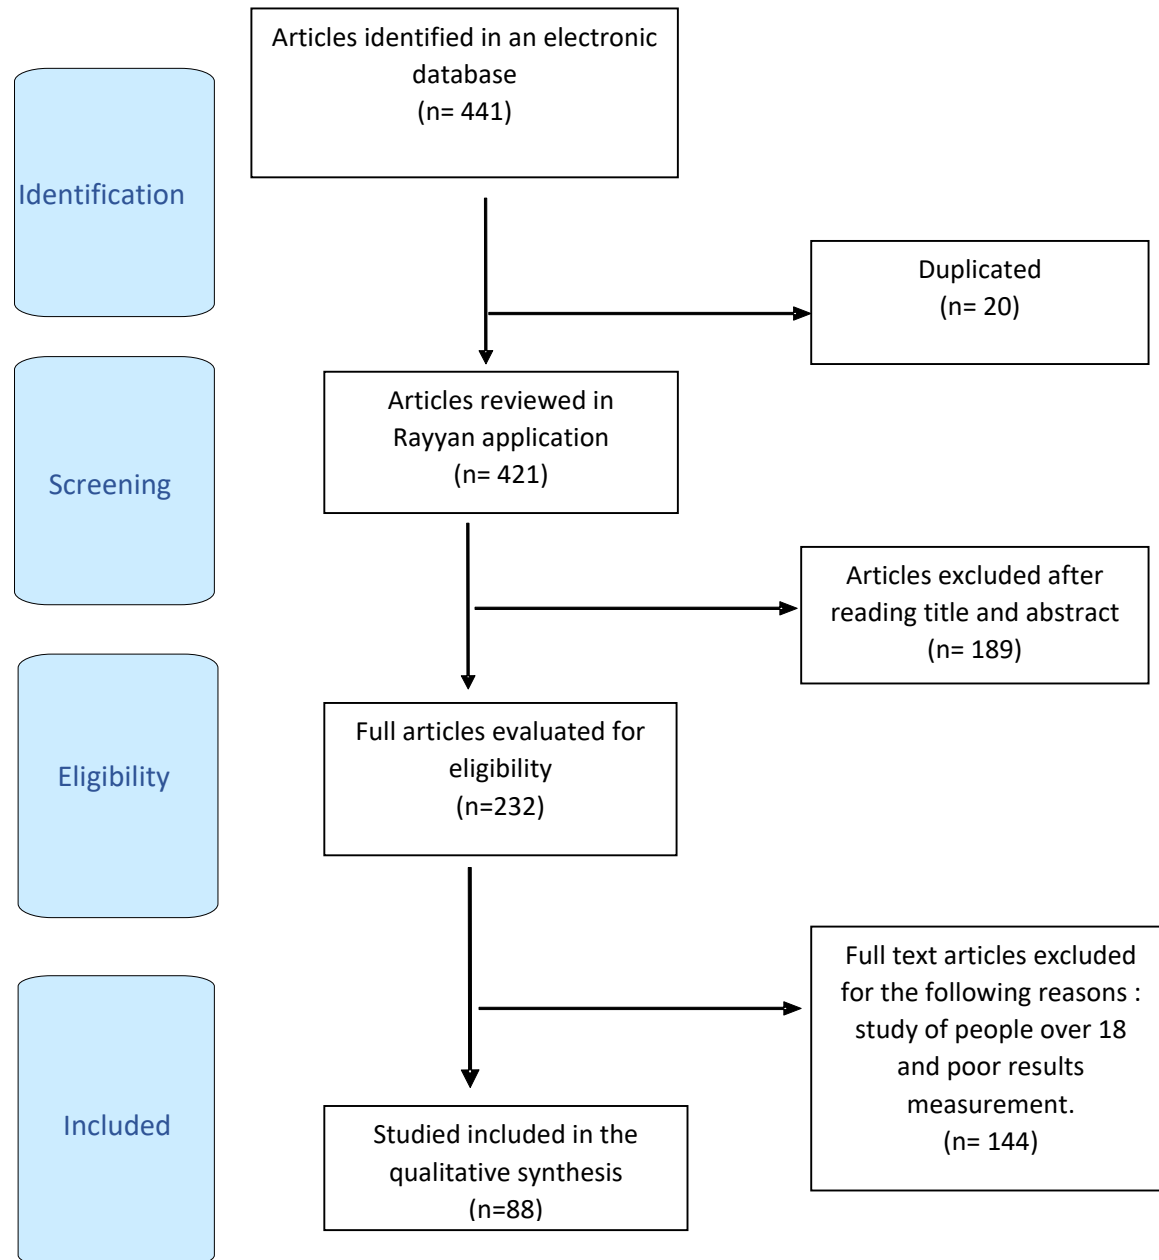 Articles identified in an electronic
database
(n= 441)
Identification
Duplicated
(n= 20)
Articles reviewed in
Rayyan application
(n= 421)
Screening
Articles excluded after
reading title and abstract
(n= 189)
Full articles evaluated for
eligibility
(n=232)
Eligibility
Full text articles excluded
for the following reasons :
study of people over 18
and poor results
measurement.
(n= 144)
Included
Studied included in the
qualitative synthesis
(n=88)